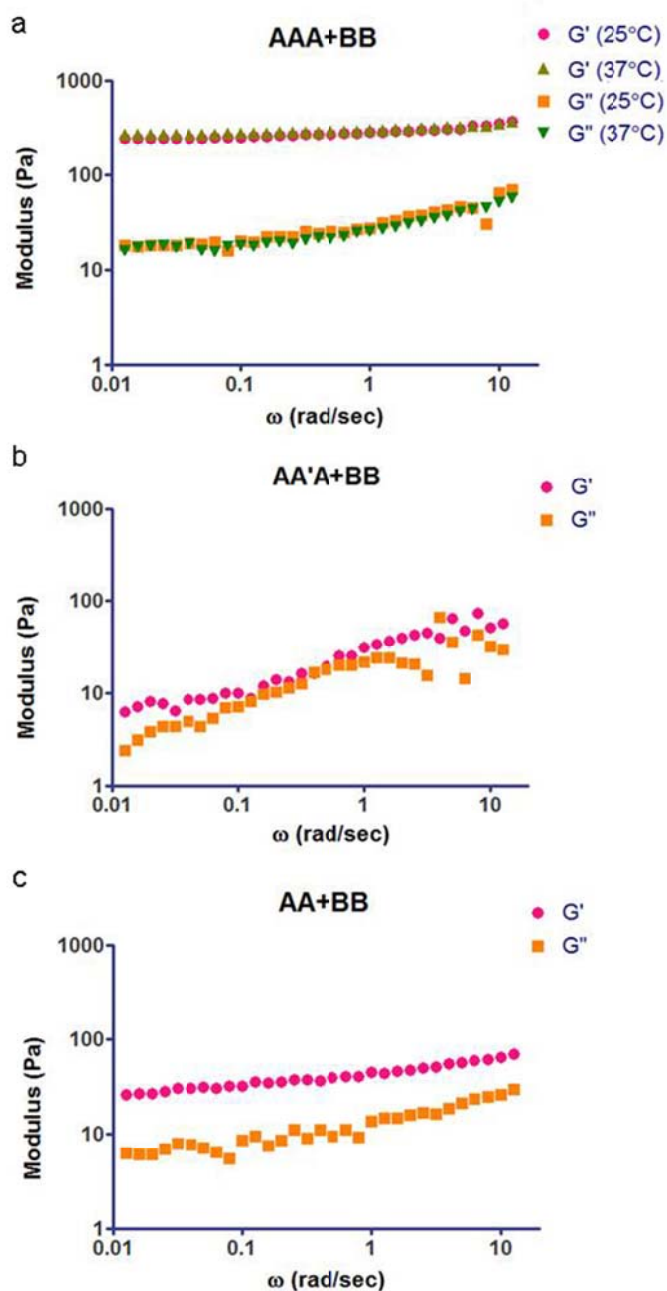 a
AAA+BB
G' (25°C)
G' (37°C)
G" (25°C)
G" (37°C)
1000
100
10
1
Modulus (Pa)
0.01 0.1 1 10
ω (rad/sec)
b
AA'A+BB
G'
G"
1000
100
10
1
Modulus (Pa)
0.01 0.1 1 10
ω (rad/sec)
c
AA+BB
G'
G"
1000
100
10
1
Modulus (Pa)
0.01 0.1 1 10
ω (rad/sec)